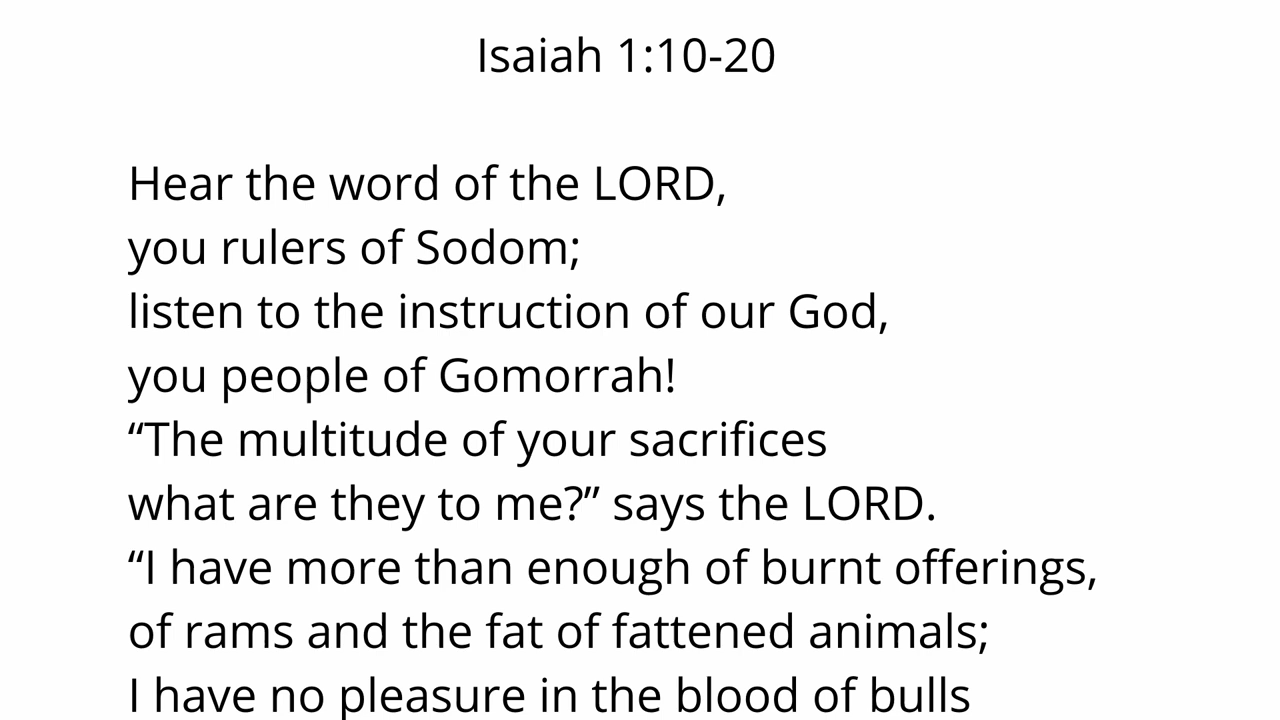 Isaiah 1:10-20
Hear the word of the LORD,
you rulers of Sodom;
listen to the instruction of our God,
you people of Gomorrah!
“The multitude of your sacrifices
what are they to me?” says the LORD.
“I have more than enough of burnt offerings,
of rams and the fat of fattened animals;
I have no pleasure in the blood of bulls